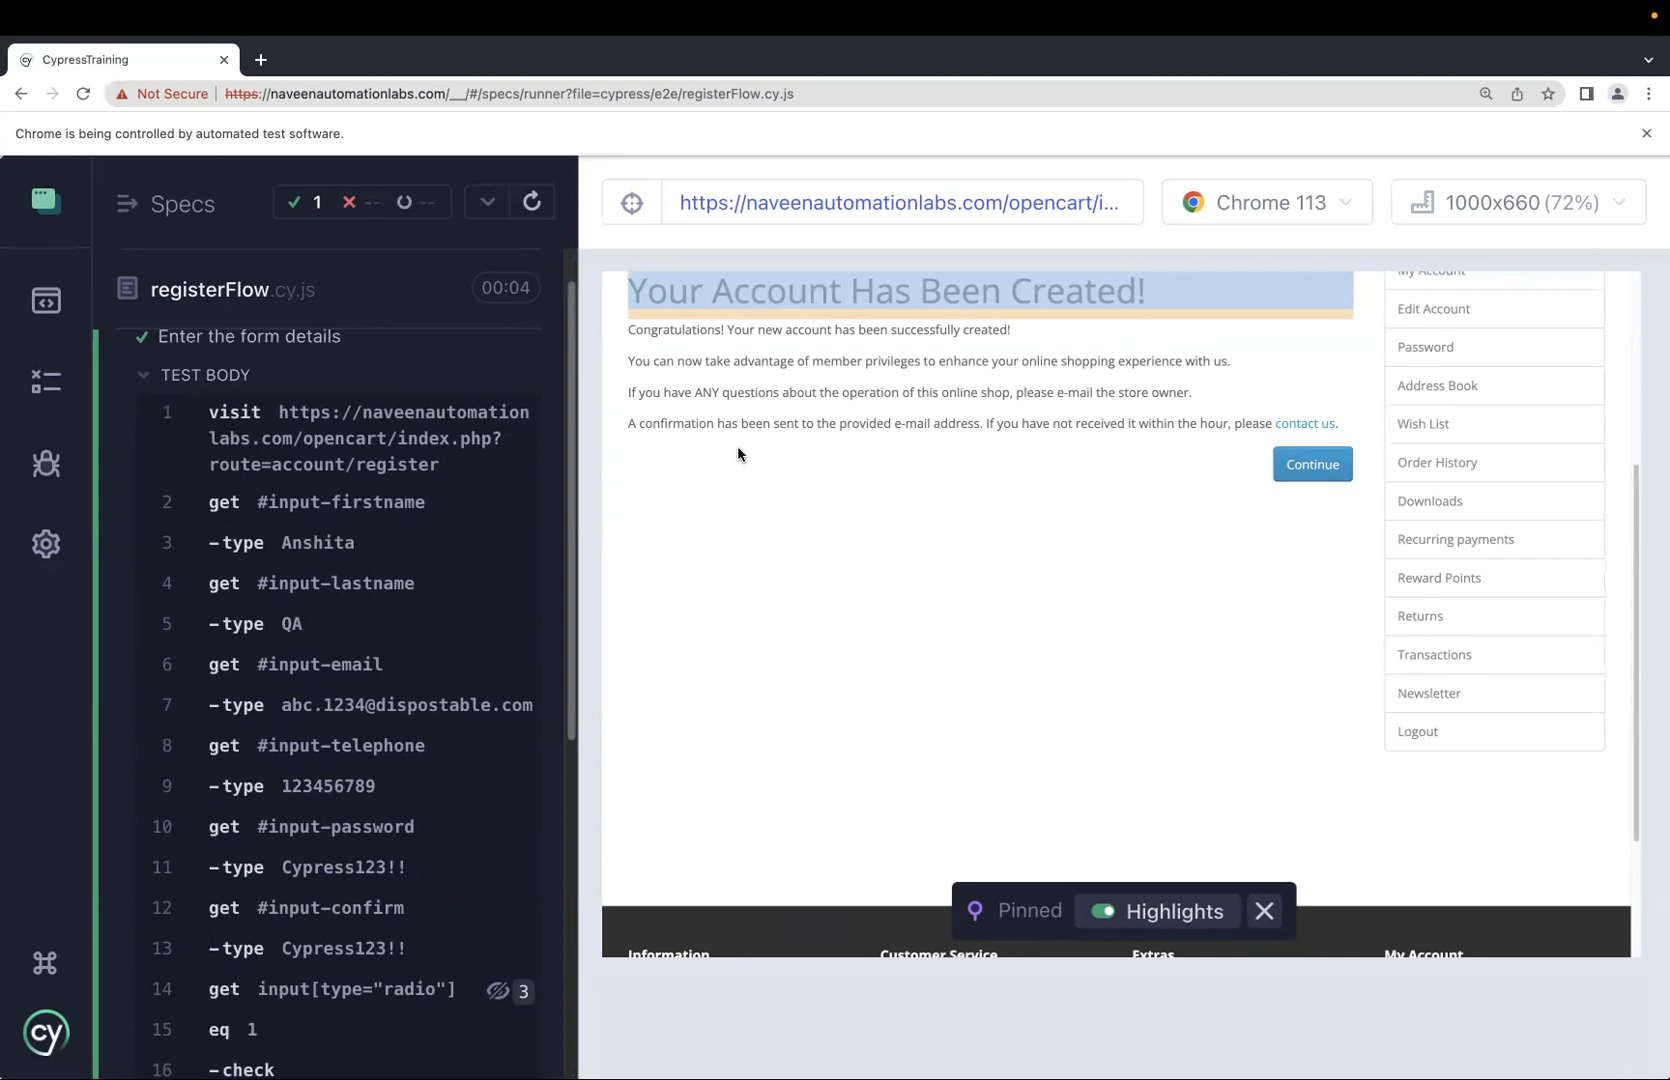 CypressTraining
Not Secure https://naveenautomationlabs.com/__/#/specs/runner?file=cypress/e2e/registerFlow.cy.js
Chrome is being controlled by automated test software.
Specs 1 -- --
https://naveenautomationlabs.com/opencart/i...
Chrome 113
1000x660 (72%)
registerFlow.cy.js 00:04
Enter the form details
TEST BODY
1 visit https://naveenautomation
labs.com/opencart/index.php?
route=account/register
2 get #input-firstname
3 -type Anshita
4 get #input-lastname
5 -type QA
6 get #input-email
7 -type abc.1234@dispostable.com
8 get #input-telephone
9 -type 123456789
10 get #input-password
11 -type Cypress123!!
12 get #input-confirm
13 -type Cypress123!!
14 get input[type="radio"] 3
15 eq 1
16 -check
cy
Your Account Has Been Created!
Congratulations! Your new account has been successfully created!
You can now take advantage of member privileges to enhance your online shopping experience with us.
If you have ANY questions about the operation of this online shop, please e-mail the store owner.
A confirmation has been sent to the provided e-mail address. If you have not received it within the hour, please contact us.
Continue
My Account
Edit Account
Password
Address Book
Wish List
Order History
Downloads
Recurring payments
Reward Points
Returns
Transactions
Newsletter
Logout
Pinned Highlights
Information Customer Service Extras My Account